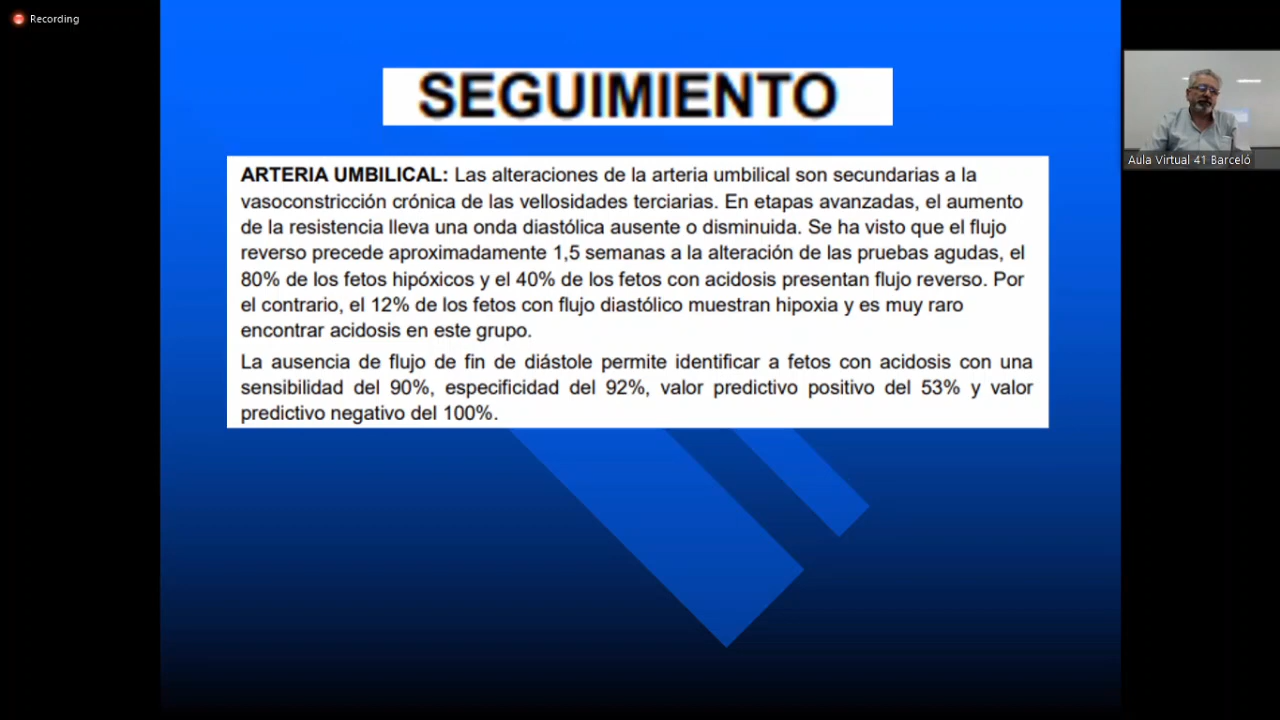 Recording
SEGUIMIENTO
ARTERIA UMBILICAL: Las alteraciones de la arteria umbilical son secundarias a la
vasoconstricción crónica de las vellosidades terciarias. En etapas avanzadas, el aumento
de la resistencia lleva una onda diastólica ausente o disminuida. Se ha visto que el flujo
reverso precede aproximadamente 1,5 semanas a la alteración de las pruebas agudas, el
80% de los fetos hipóxicos y el 40% de los fetos con acidosis presentan flujo reverso. Por
el contrario, el 12% de los fetos con flujo diastólico muestran hipoxia y es muy raro
encontrar acidosis en este grupo.
La ausencia de flujo de fin de diástole permite identificar a fetos con acidosis con una
sensibilidad del 90%, especificidad del 92%, valor predictivo positivo del 53% y valor
predictivo negativo del 100%.
Aula Virtual 41 Barceló